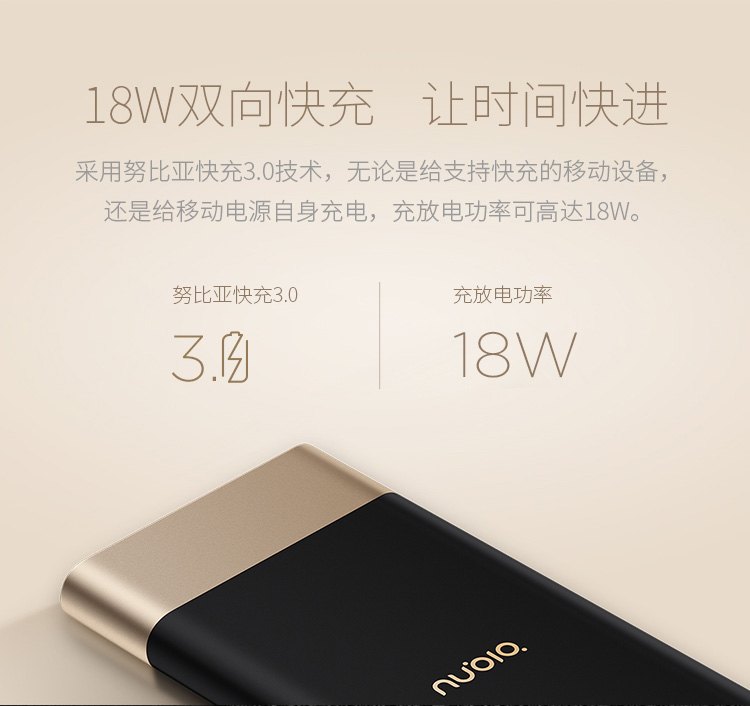 18W双向快充 让时间快进
采用努比亚快充3.0技术，无论是给支持快充的移动设备，
还是给移动电源自身充电，充放电功率可高达18W。
努比亚快充3.0
充放电功率
3.0
18W
nubia